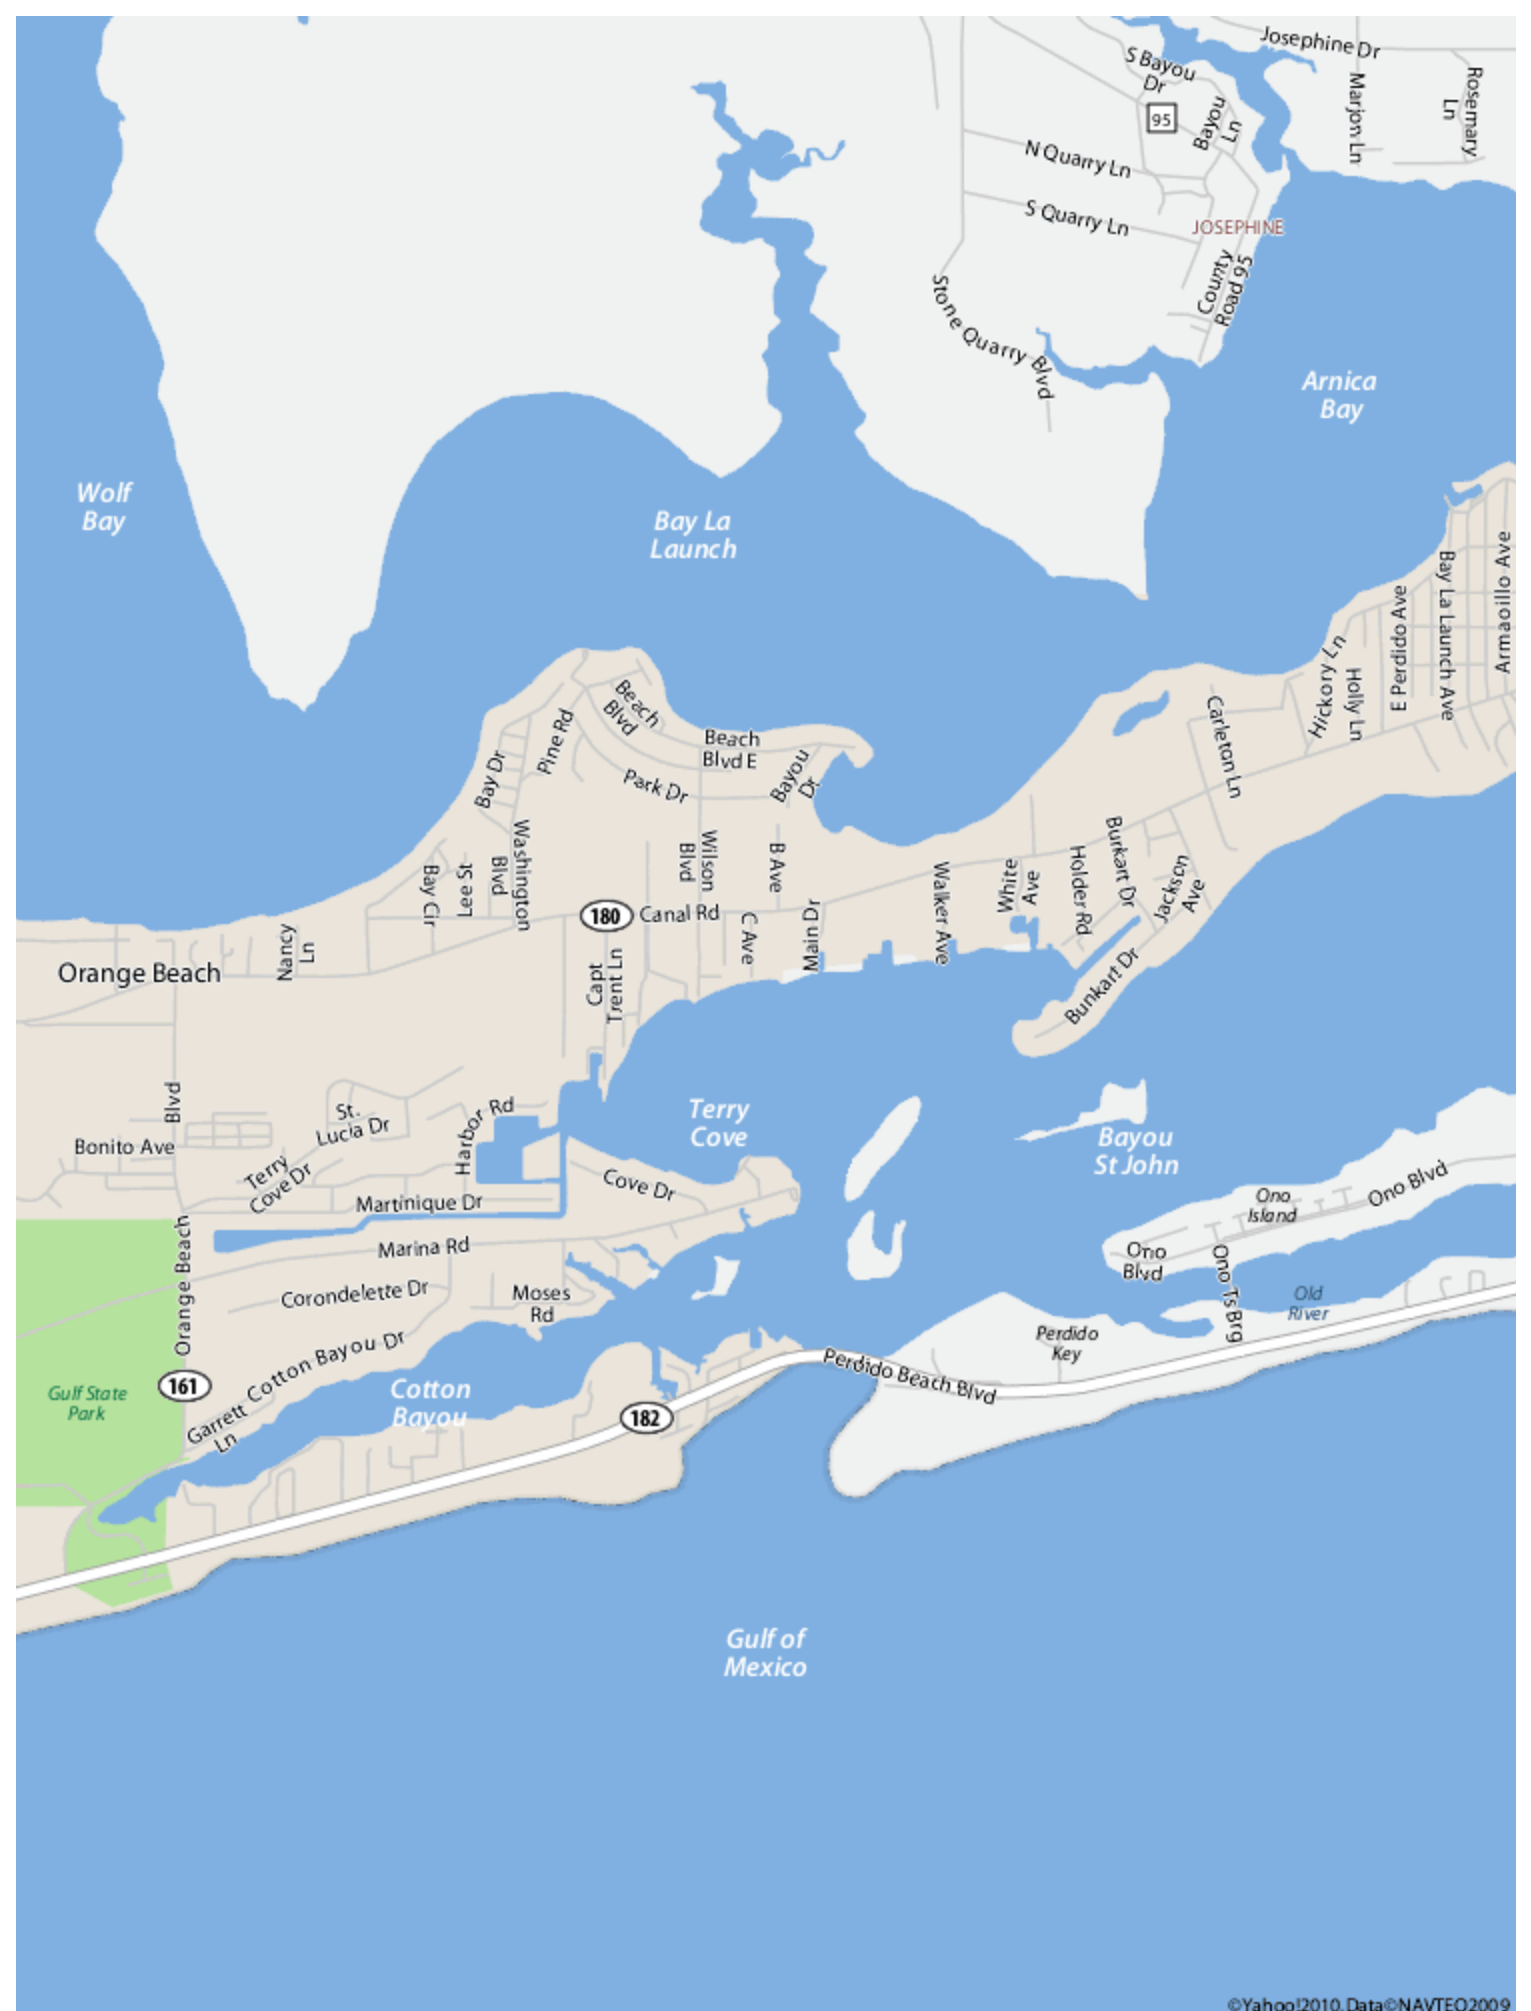 Josephine Dr
S Bayou
Dr
95
Bayou
Ln
Marjon Ln
Rosemary
Ln
N Quarry Ln
S Quarry Ln
JOSEPHINE
County
Road 95
Stone Quarry Blvd
Arnica
Bay
Wolf
Bay
Bay La
Launch
Armadillo Ave
Bay La Launch Ave
E Perdido Ave
Hickory Ln
Holly Ln
Carleton Ln
Beach
Blvd
Pine Rd
Beach
Blvd E
Bay Dr
Park Dr
Bayou
Dr
Washington
Blvd
Wilson
Blvd
B Ave
Bay Cir
Lee St
Walker Ave
White
Ave
Holder Rd
Burkart Dr
Jackson
Ave
180
Canal Rd
C Ave
Main Dr
Nancy
Ln
Orange Beach
Capt
Trent Ln
Bunkart Dr
Orange Beach Blvd
Bonito Ave
St.
Lucia Dr
Harbor Rd
Terry
Cove
Bayou
St John
Terry
Cove Dr
Cove Dr
Martinique Dr
Ono
Island
Ono Blvd
Marina Rd
Ono
Blvd
Ono Ts Brg
Corondelette Dr
Moses
Rd
Old
River
Perdido
Key
Cotton Bayou Dr
161
Perdido Beach Blvd
Gulf State
Park
Cotton
Bayou
Garrett
Ln
182
Gulf of
Mexico
©Yahoo!2010, Data©NAVTEQ2009